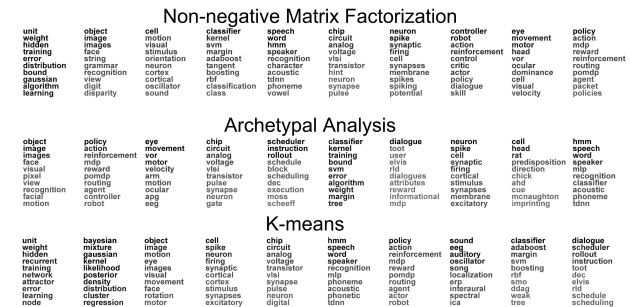 Non-negative Matrix Factorization
unit object cell classifier speech chip neuron controller eye policy
weight image motion kernel word circuit spike robot movement action
hidden images visual svm hmm analog synaptic action motor mdp
training face stimulus margin speaker voltage firing reinforcement head reward
error string orientation adaboost recognition vlsi cell control vor reinforcement
distribution grammar neuron tangent character transistor synapses critic ocular routing
bound recognition cortex boosting acoustic hint membrane actor dominance pomdp
gaussian view cortical rbf tdnn neuron spikes policy cell agent
algorithm digit oscillator classification phoneme synapse spiking dialogue visual packet
learning disparity sound class vowel pulse potential skill velocity policies
Archetypal Analysis
object policy eye chip scheduler classifier dialogue neuron cell hmm
image action movement circuit instruction kernel toot spike head speech
images reinforcement vor analog rollout training user cell rat word
face mdp motor voltage schedule bound elvis synaptic predisposition speaker
visual reward velocity vlsi block svm rld firing direction mlp
pixel pomdp arm transistor scheduling error dialogues cortical chick recognition
view routing motion pulse dec algorithm attributes stimulus ahd classifier
recognition agent ocular synapse execution weight reward synapses cue acoustic
facial controller apg neuron moss margin informational membrane mcnaughton phoneme
motion robot eeg gate scheeff tree mdp excitatory imprinting tdnn
K-means
unit bayesian object cell chip hmm policy sound classifier dialogue
weight mixture image spike circuit speech action eeg adaboost scheduler
hidden gaussian motion neuron analog word reinforcement auditory margin rollout
recurrent kernel eye firing voltage speaker mdp oscillator svm instruction
training likelihood images synaptic transistor recognition reward song boosting toot
network posterior visual cortical vlsi mlp pomdp localization rbf dec
attractor density movement cortex synapse phoneme routing erp smo elvis
error distribution face stimulus pulse acoustic agent interaural ddag rld
node cluster rotation synapses neuron phonetic actor spectral weak schedule
learning regression motor excitatory digital tdnn robot ica tree scheduling